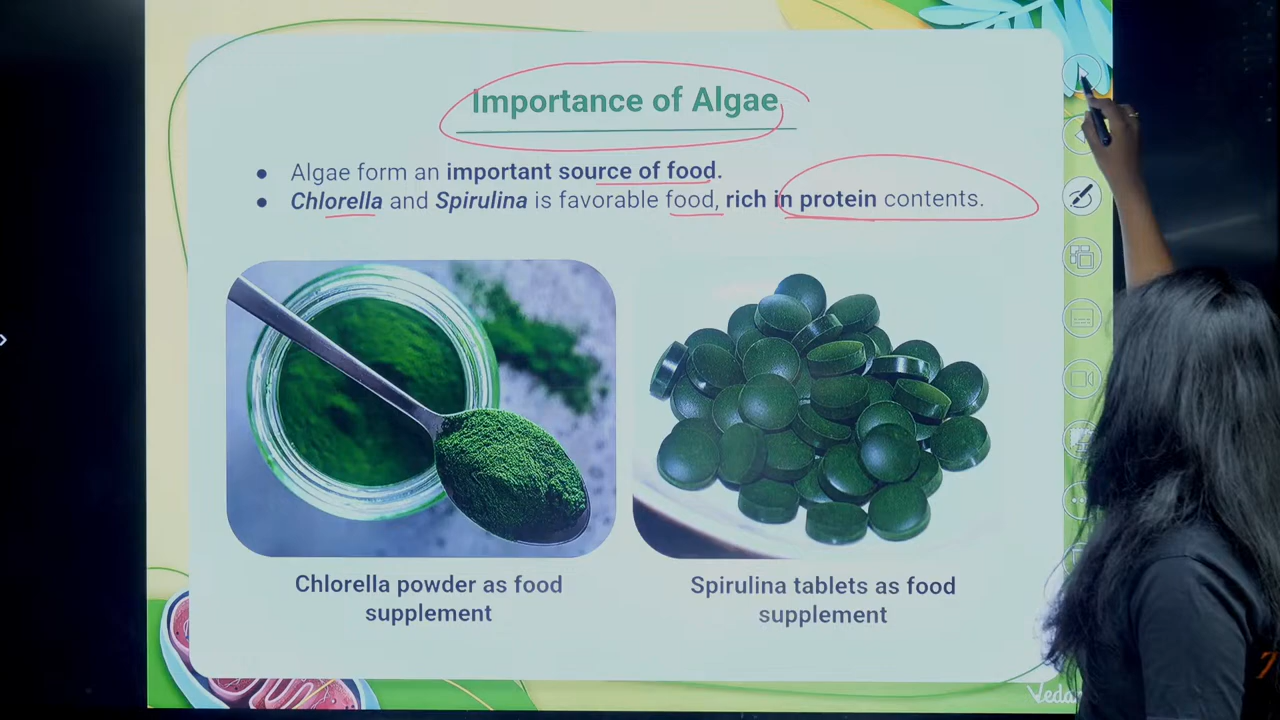 Importance of Algae
● Algae form an important source of food.
● Chlorella and Spirulina is favorable food, rich in protein contents.
Chlorella powder as food
supplement
Spirulina tablets as food
supplement